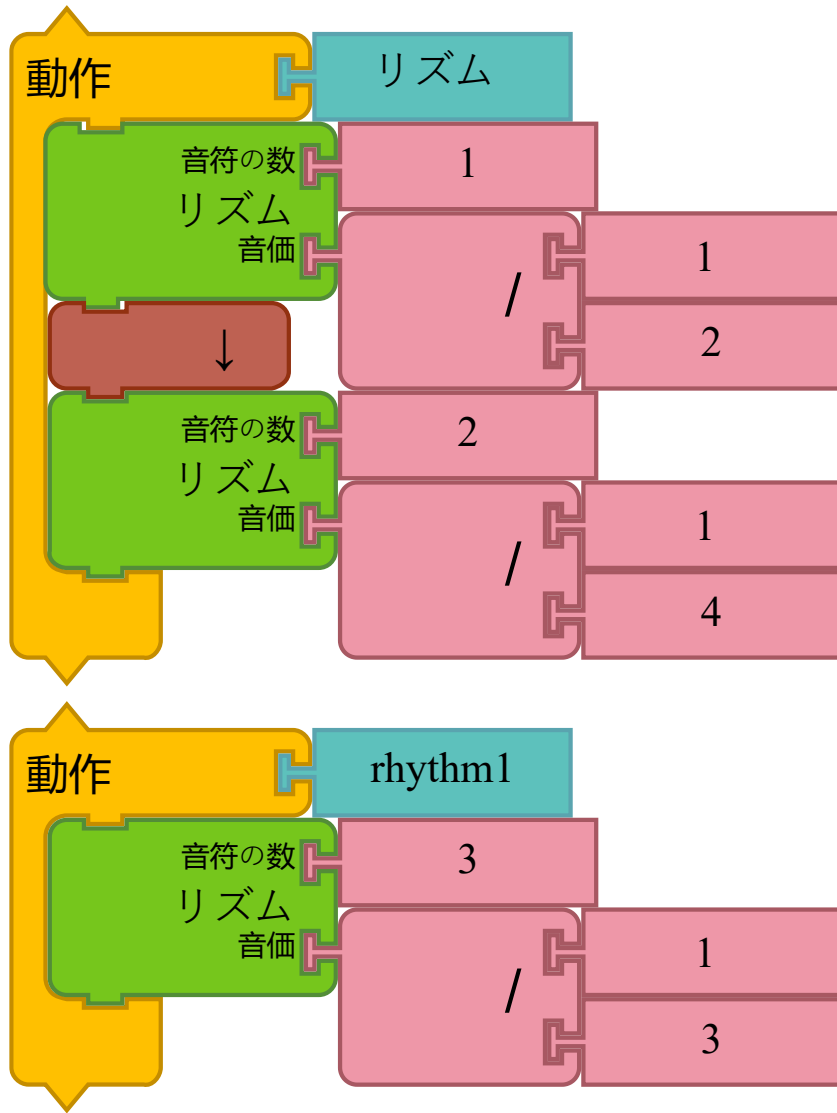 動作 リズム
音符の数 1
リズム
音価 / 1
2
↓
音符の数 2
リズム
音価 / 1
4
動作 rhythm1
音符の数 3
リズム
音価 / 1
3